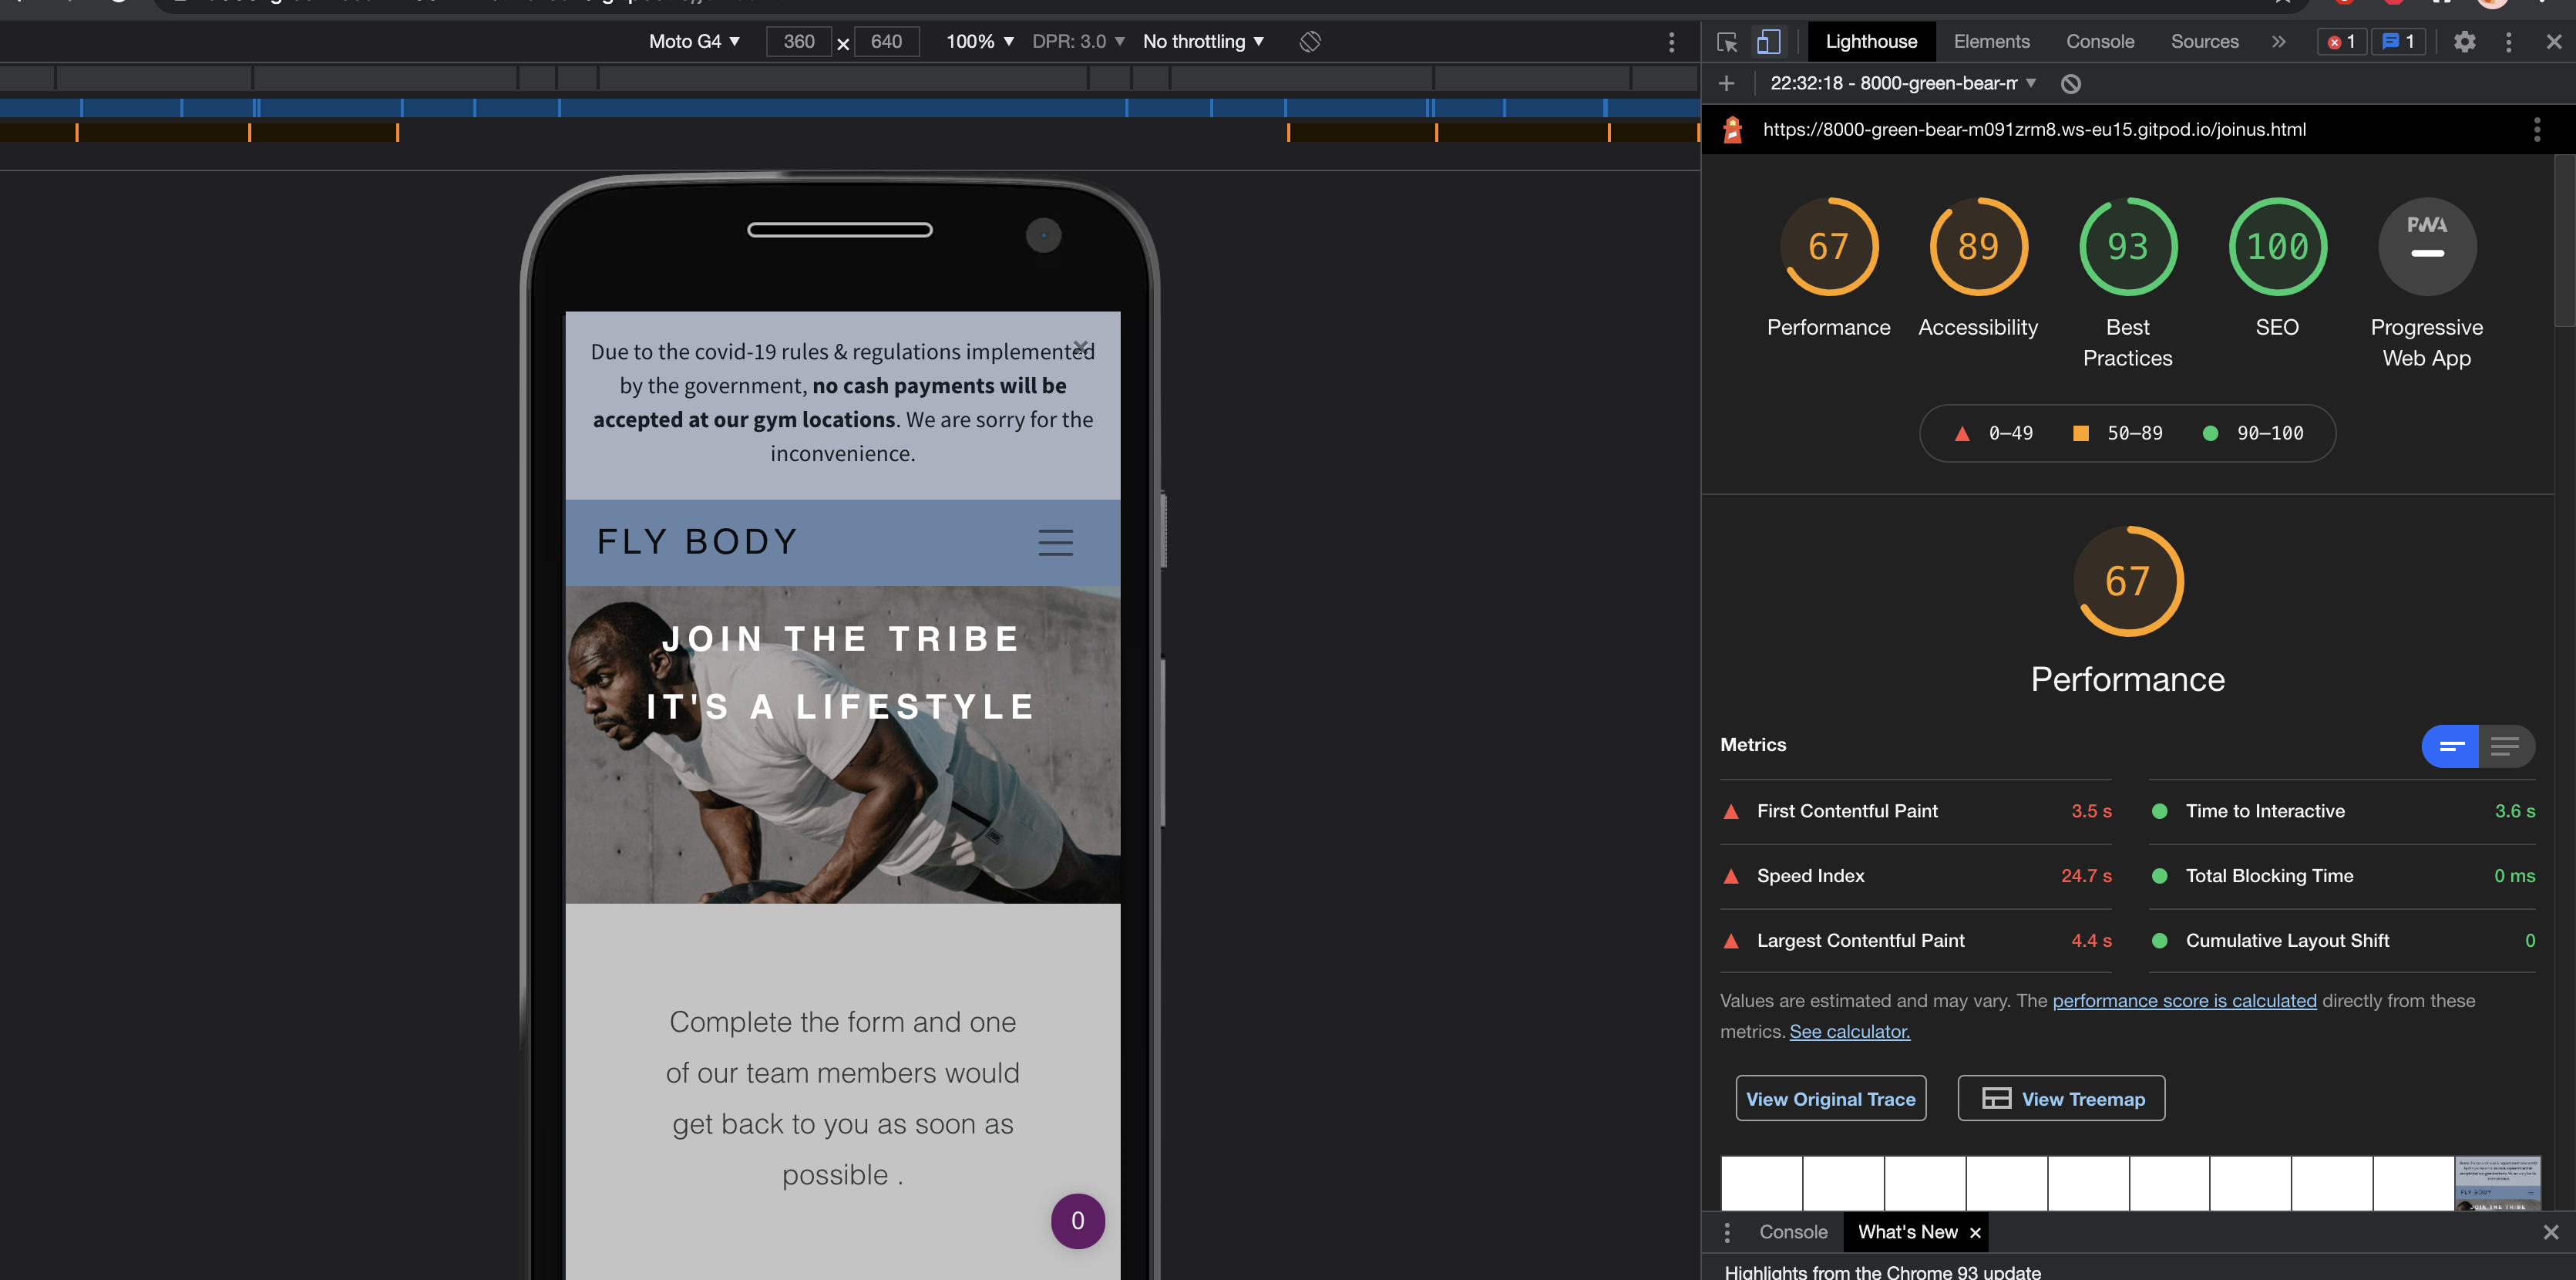 Moto G4 ▼ 360 × 640 100% ▼ DPR: 3.0 ▼ No throttling ▼
Lighthouse Elements Console Sources » 1 1
22:32:18 - 8000-green-bear-m ▼
https://8000-green-bear-m091zrm8.ws-eu15.gitpod.io/joinus.html
67 89 93 100 PWA
Performance Accessibility Best Practices SEO Progressive Web App
0–49 50–89 90–100
67
Performance
Metrics
First Contentful Paint 3.5 s
Time to Interactive 3.6 s
Speed Index 24.7 s
Total Blocking Time 0 ms
Largest Contentful Paint 4.4 s
Cumulative Layout Shift 0
Values are estimated and may vary. The performance score is calculated directly from these
metrics. See calculator.
View Original Trace View Treemap
Console What's New ×
Highlights from the Chrome 93 update
Due to the covid-19 rules & regulations implemented
by the government, no cash payments will be
accepted at our gym locations. We are sorry for the
inconvenience.
FLY BODY
JOIN THE TRIBE
IT'S A LIFESTYLE
Complete the form and one
of our team members would
get back to you as soon as
possible .
0